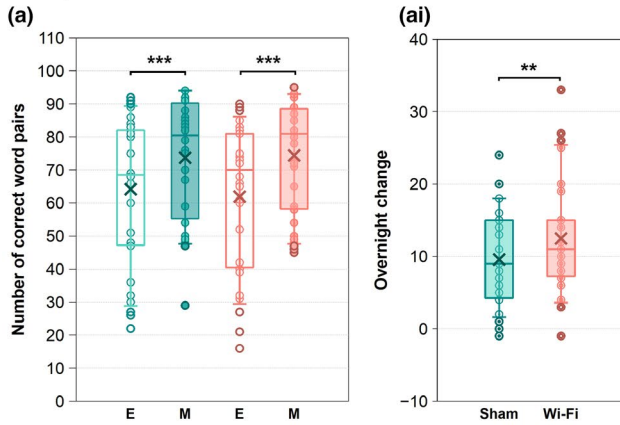 (a)
Number of correct word pairs
110
100
90
80
70
60
50
40
30
20
10
0
***
***
E
M
E
M
(ai)
Overnight change
40
30
20
10
0
−10
**
Sham
Wi-Fi